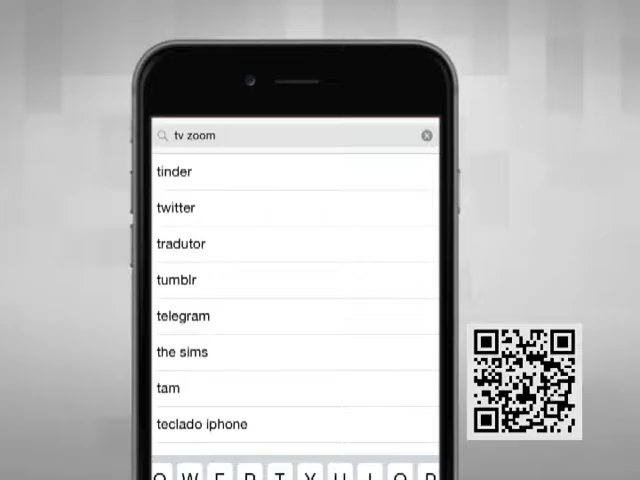 tv zoom
tinder
twitter
tradutor
tumblr
telegram
the sims
tam
teclado iphone
Q W E R T Y U I O P